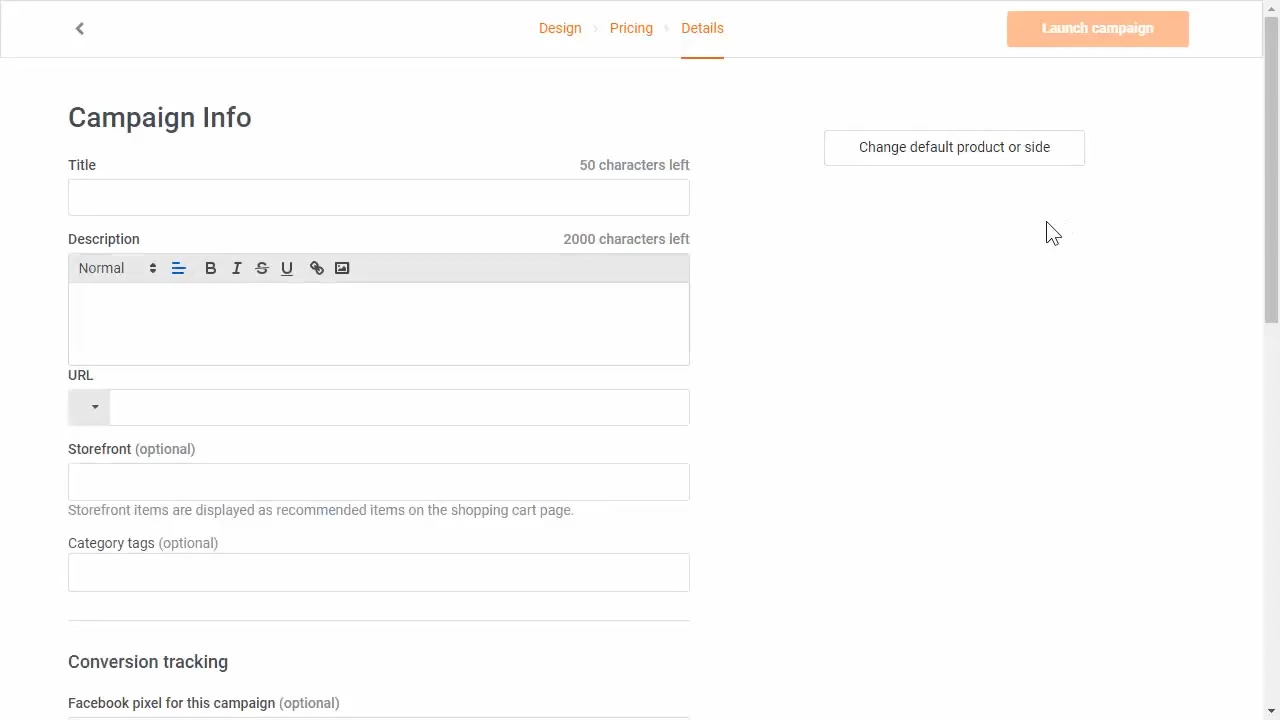 Design Pricing Details Launch campaign
Campaign Info
Change default product or side
Title 50 characters left
Description 2000 characters left
Normal B I S U
URL
Storefront (optional)
Storefront items are displayed as recommended items on the shopping cart page.
Category tags (optional)
Conversion tracking
Facebook pixel for this campaign (optional)